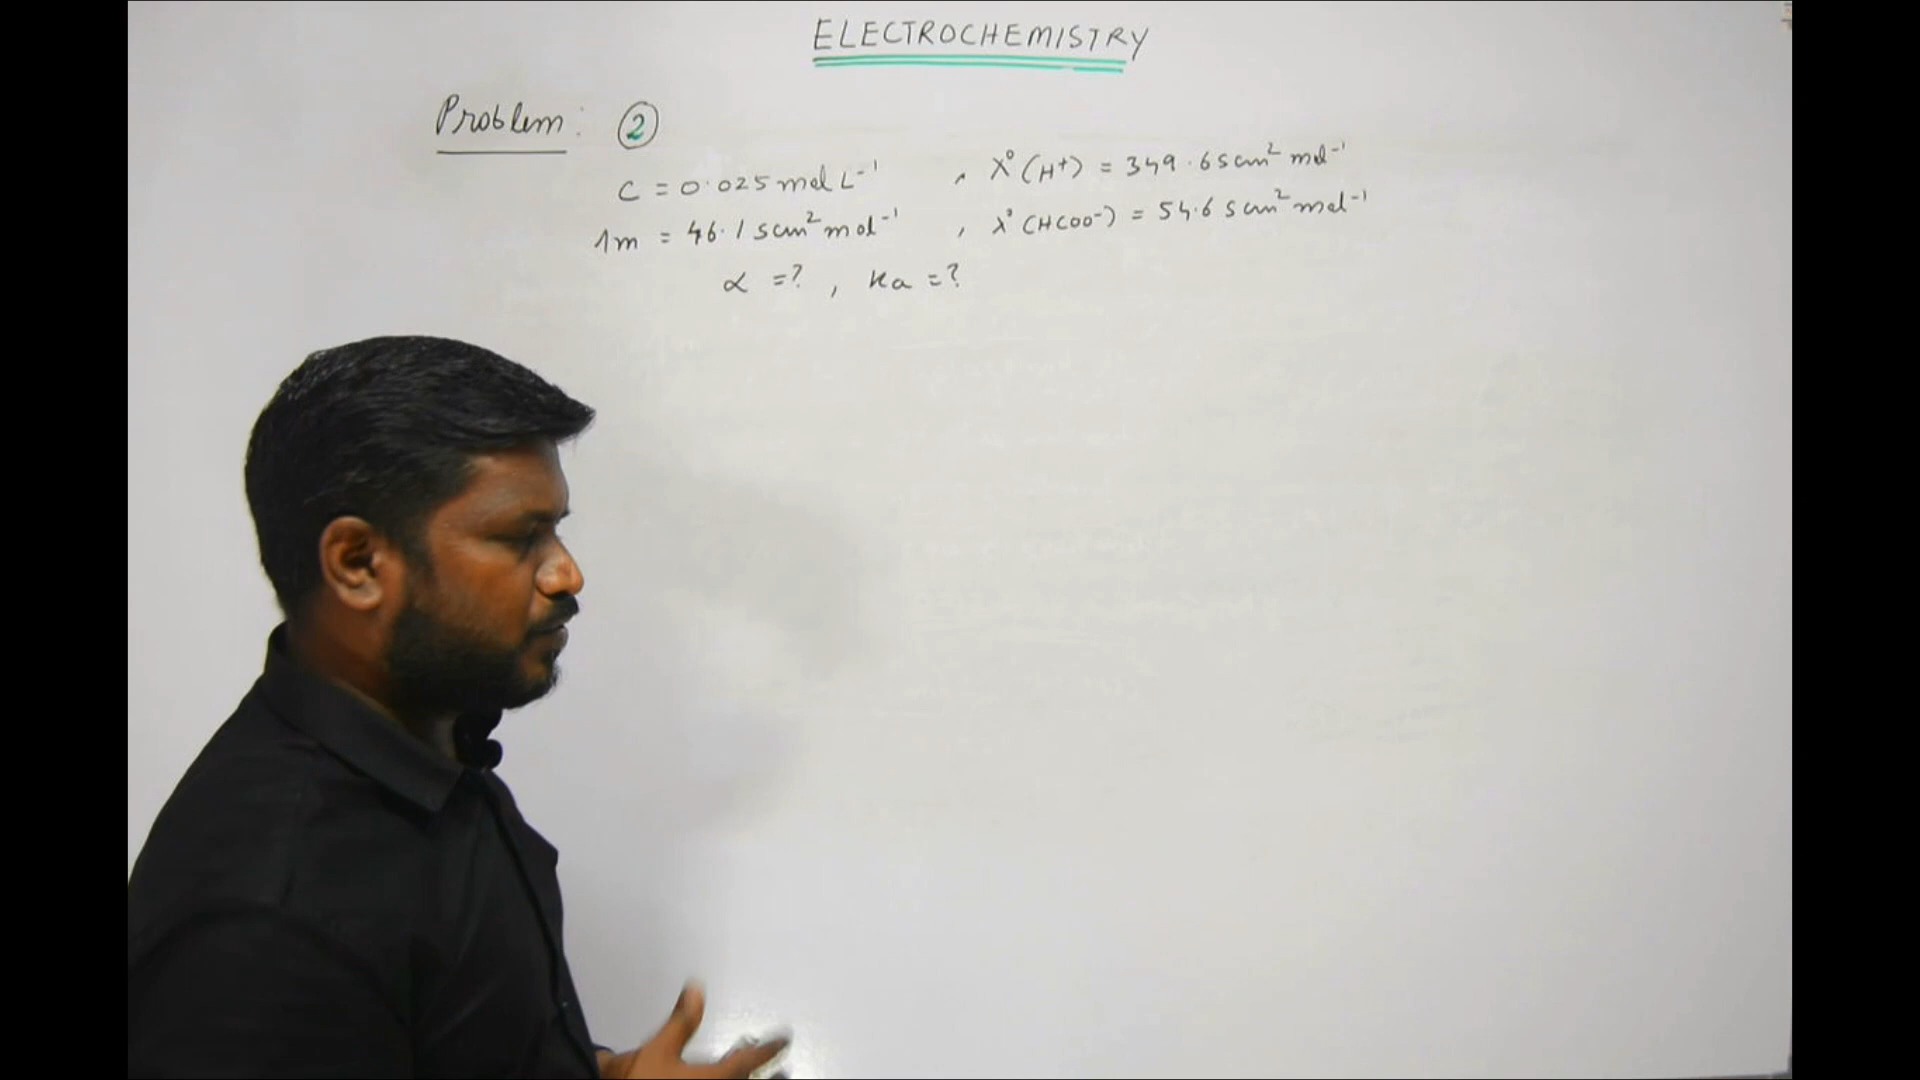 ELECTROCHEMISTRY
Problem: 2
C = 0.025 mol L⁻¹ , λ°(H+) = 349.6 s cm² mol⁻¹
Λm = 46.1 s cm² mol⁻¹ , λ°(HCOO⁻) = 54.6 s cm² mol⁻¹
α =? , Ka =?